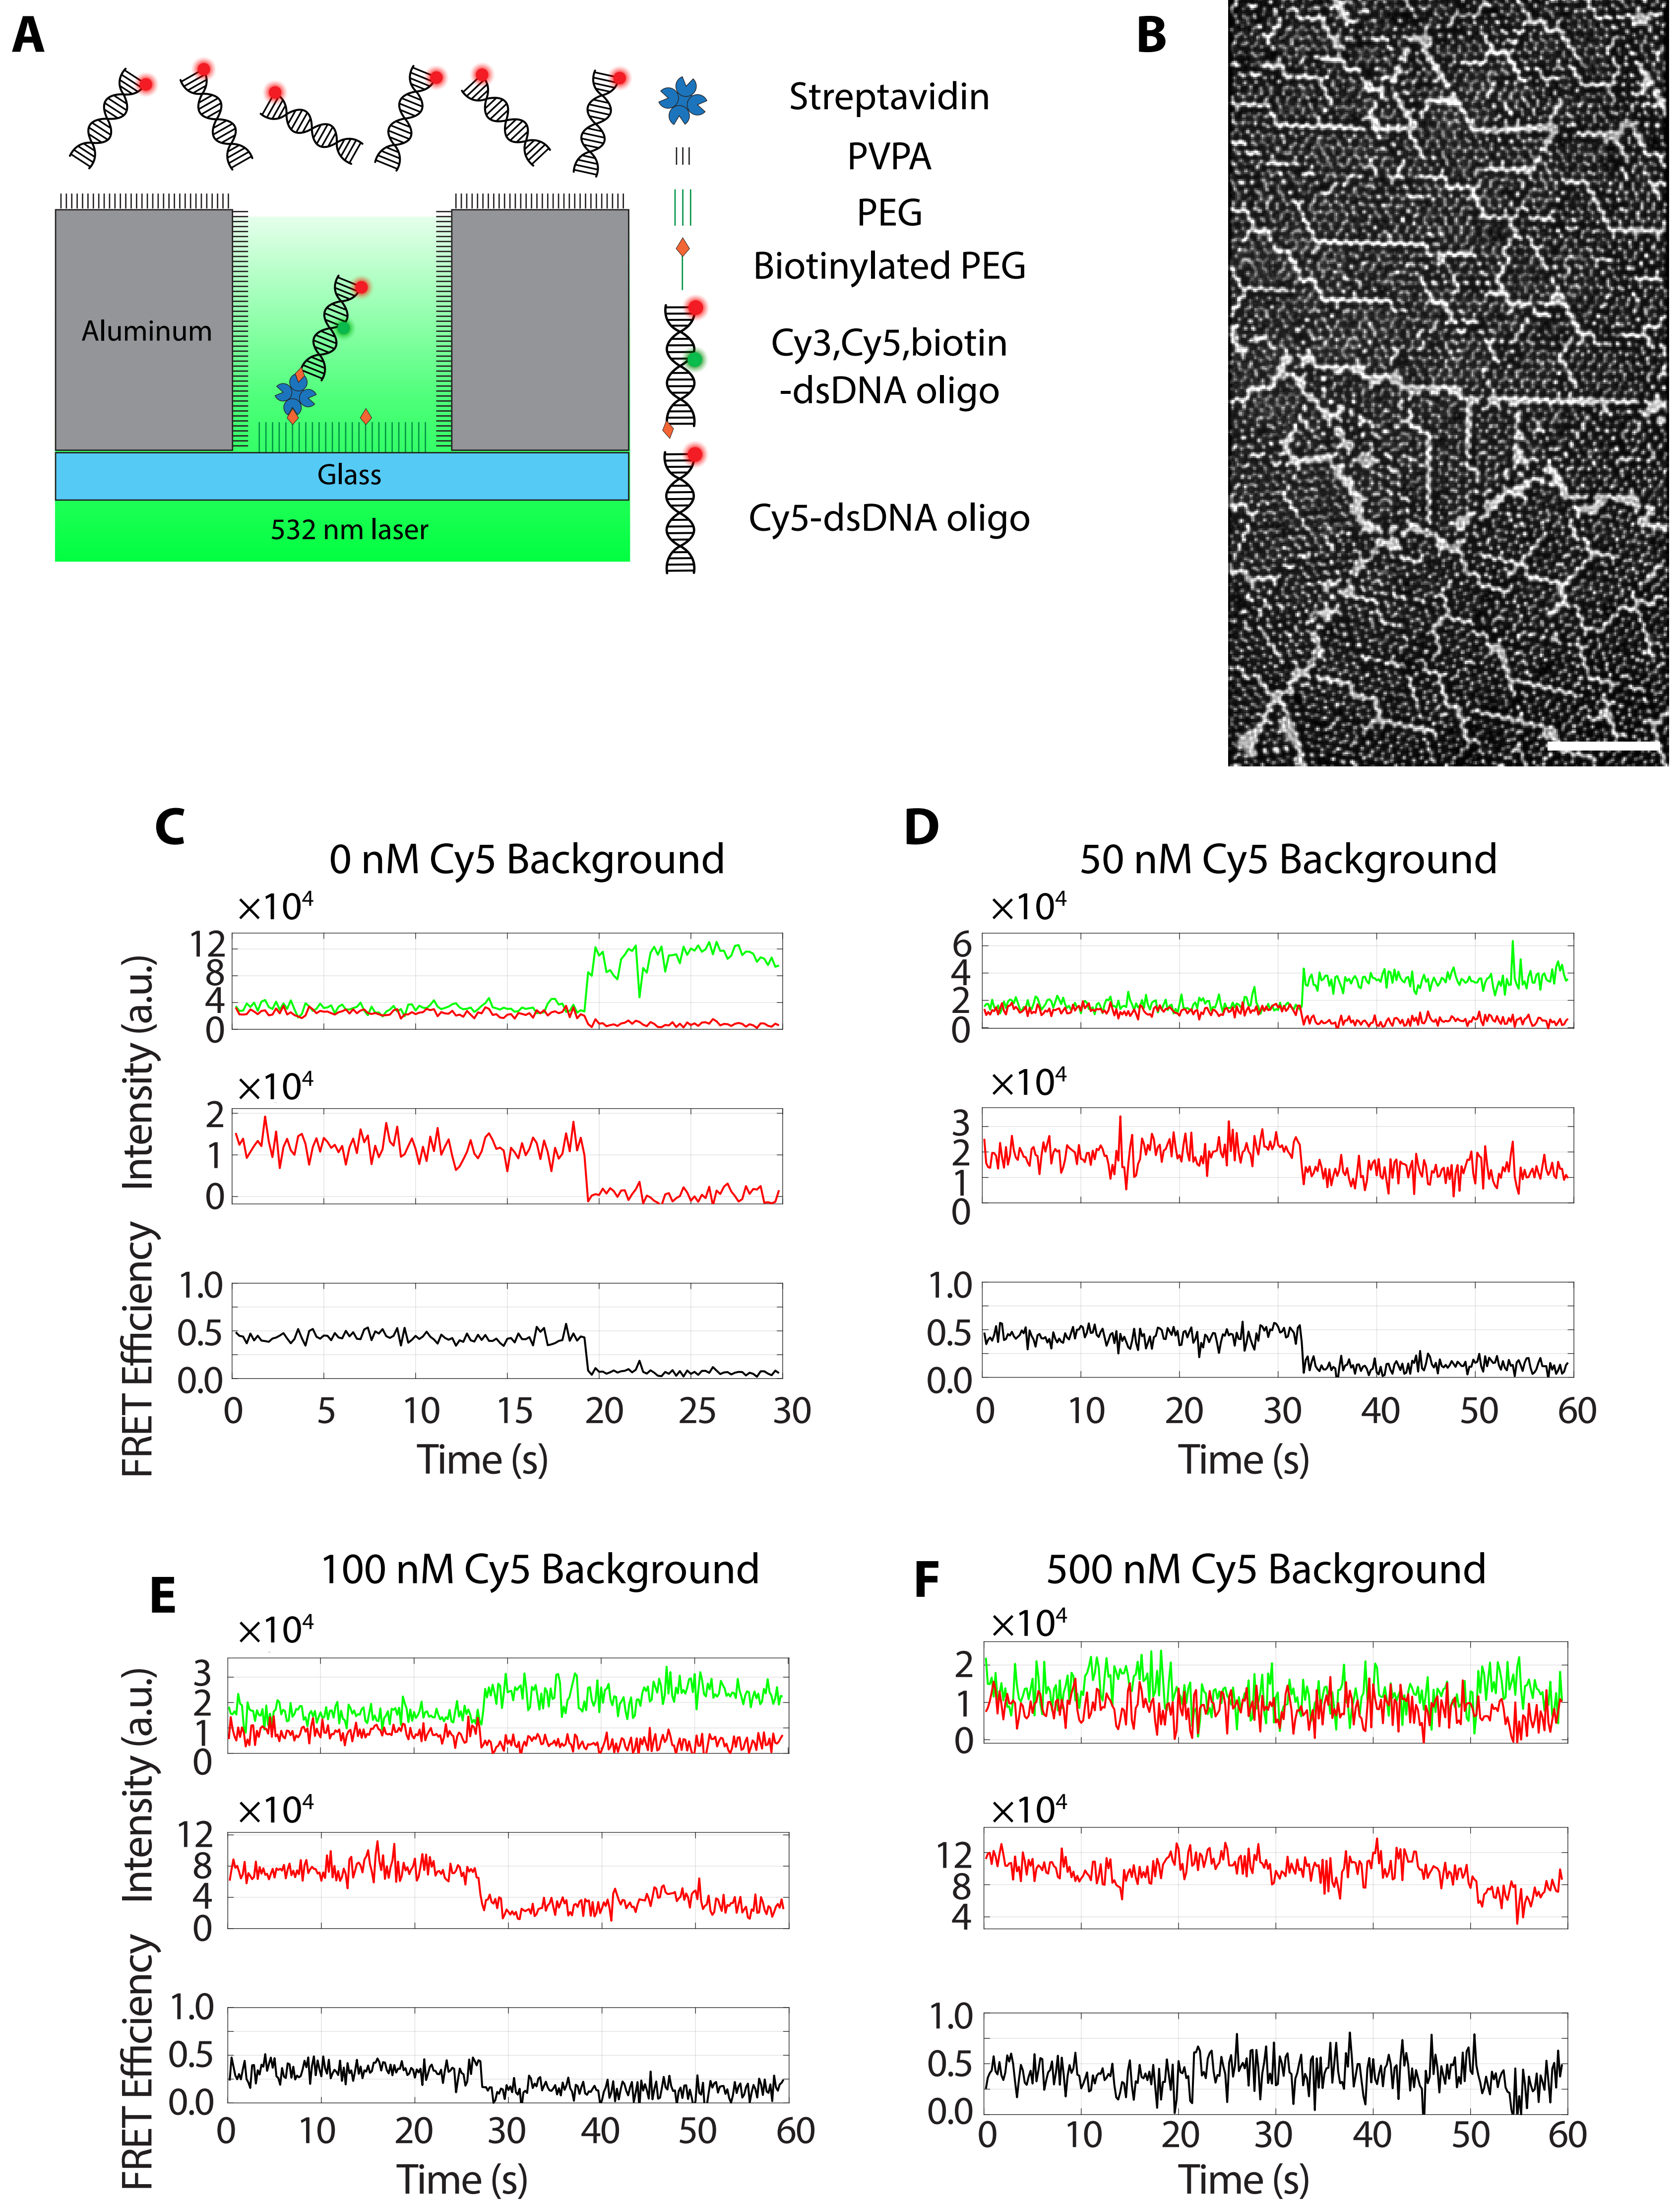 A
B
Streptavidin
PVPA
PEG
Biotinylated PEG
Cy3,Cy5,biotin
-dsDNA oligo
Cy5-dsDNA oligo
Aluminum
Glass
532 nm laser
C
0 nM Cy5 Background
×10⁴
12
8
4
0
Intensity (a.u.)
×10⁴
2
1
0
FRET Efficiency
1.0
0.5
0.0
0 5 10 15 20 25 30
Time (s)
D
50 nM Cy5 Background
×10⁴
6
4
2
0
×10⁴
3
2
1
0
1.0
0.5
0.0
0 10 20 30 40 50 60
Time (s)
E
100 nM Cy5 Background
×10⁴
3
2
1
0
Intensity (a.u.)
×10⁴
12
8
4
0
FRET Efficiency
1.0
0.5
0.0
0 10 20 30 40 50 60
Time (s)
F
500 nM Cy5 Background
×10⁴
2
1
0
×10⁴
12
8
4
1.0
0.5
0.0
0 10 20 30 40 50 60
Time (s)